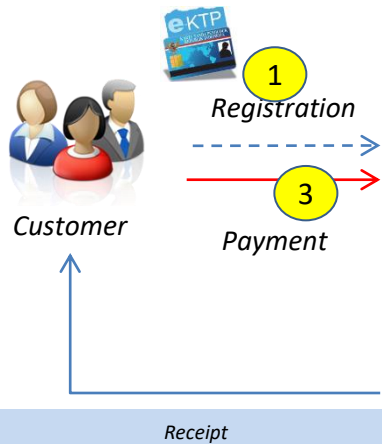 eKTP
1
Registration
3
Customer
Payment
Receipt